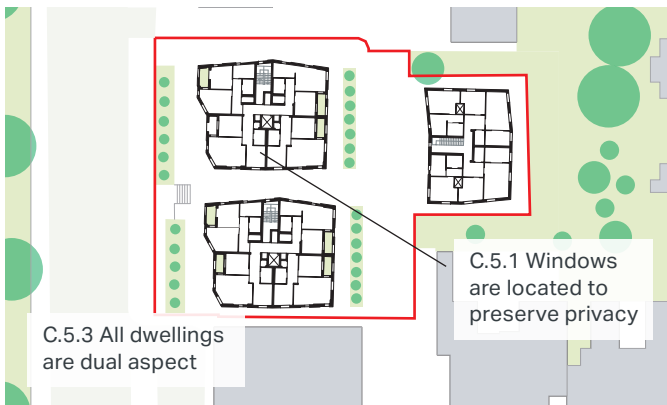 C.5.1 Windows
are located to
preserve privacy
C.5.3 All dwellings
are dual aspect